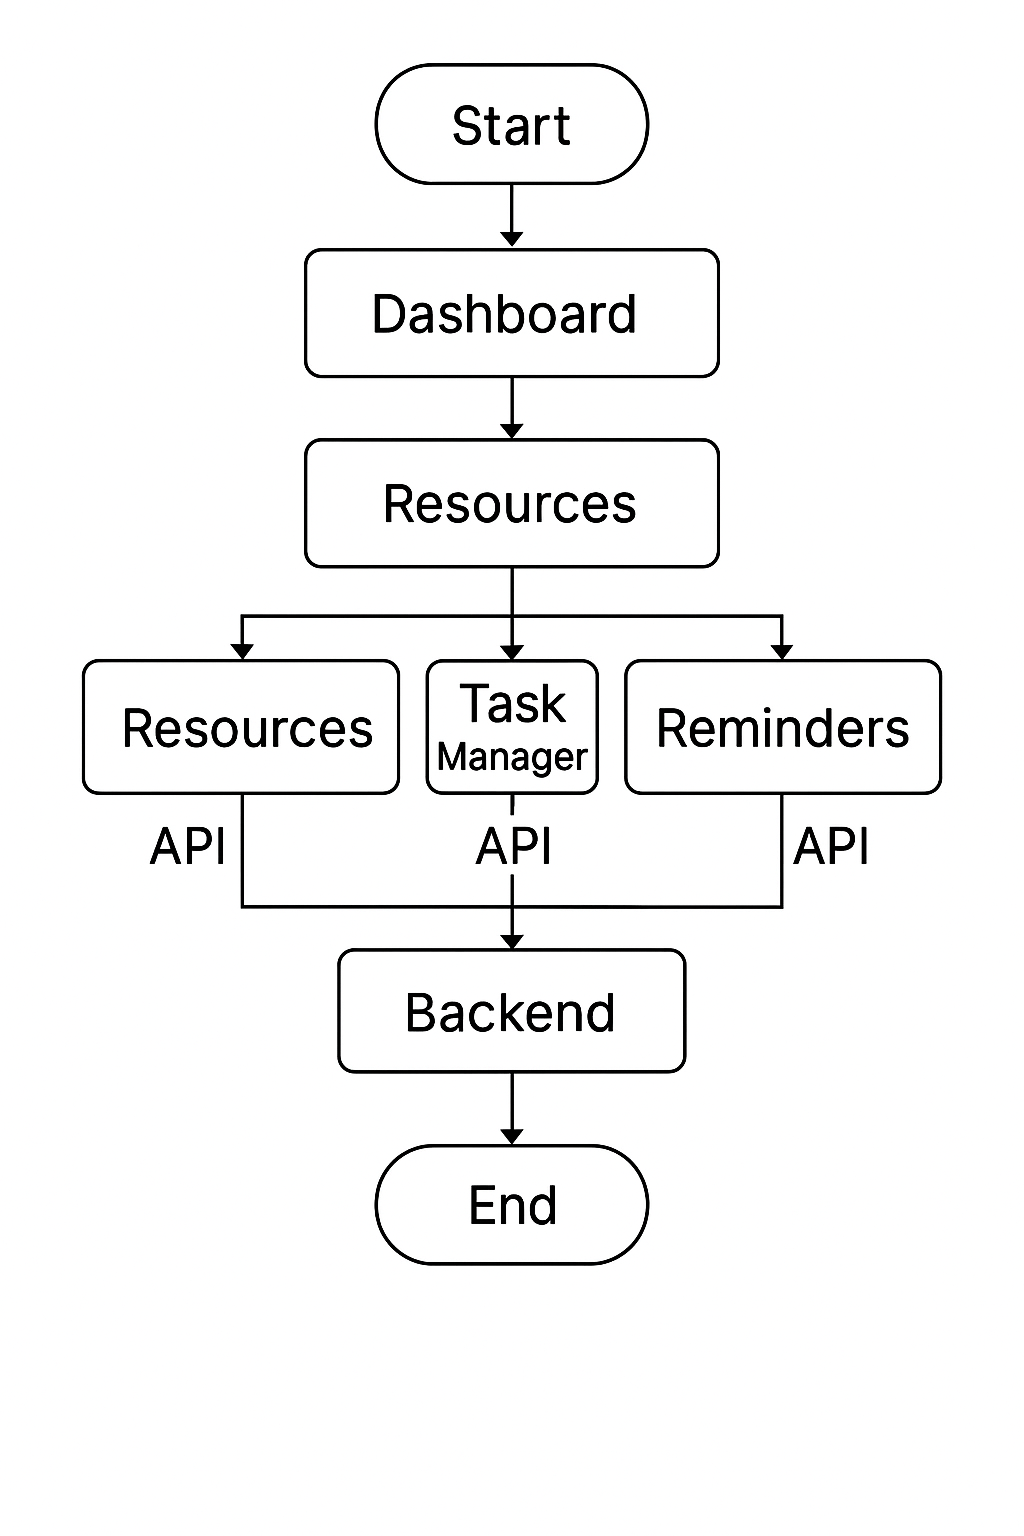 Start
Dashboard
Resources
Resources
Task
Manager
Reminders
API
API
API
Backend
End